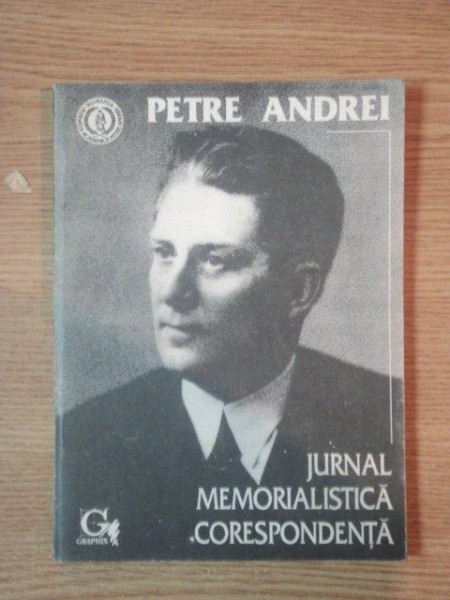 PETRE ANDREI
JURNAL
MEMORIALISTICĂ
CORESPONDENȚĂ
G
GRAPHIX